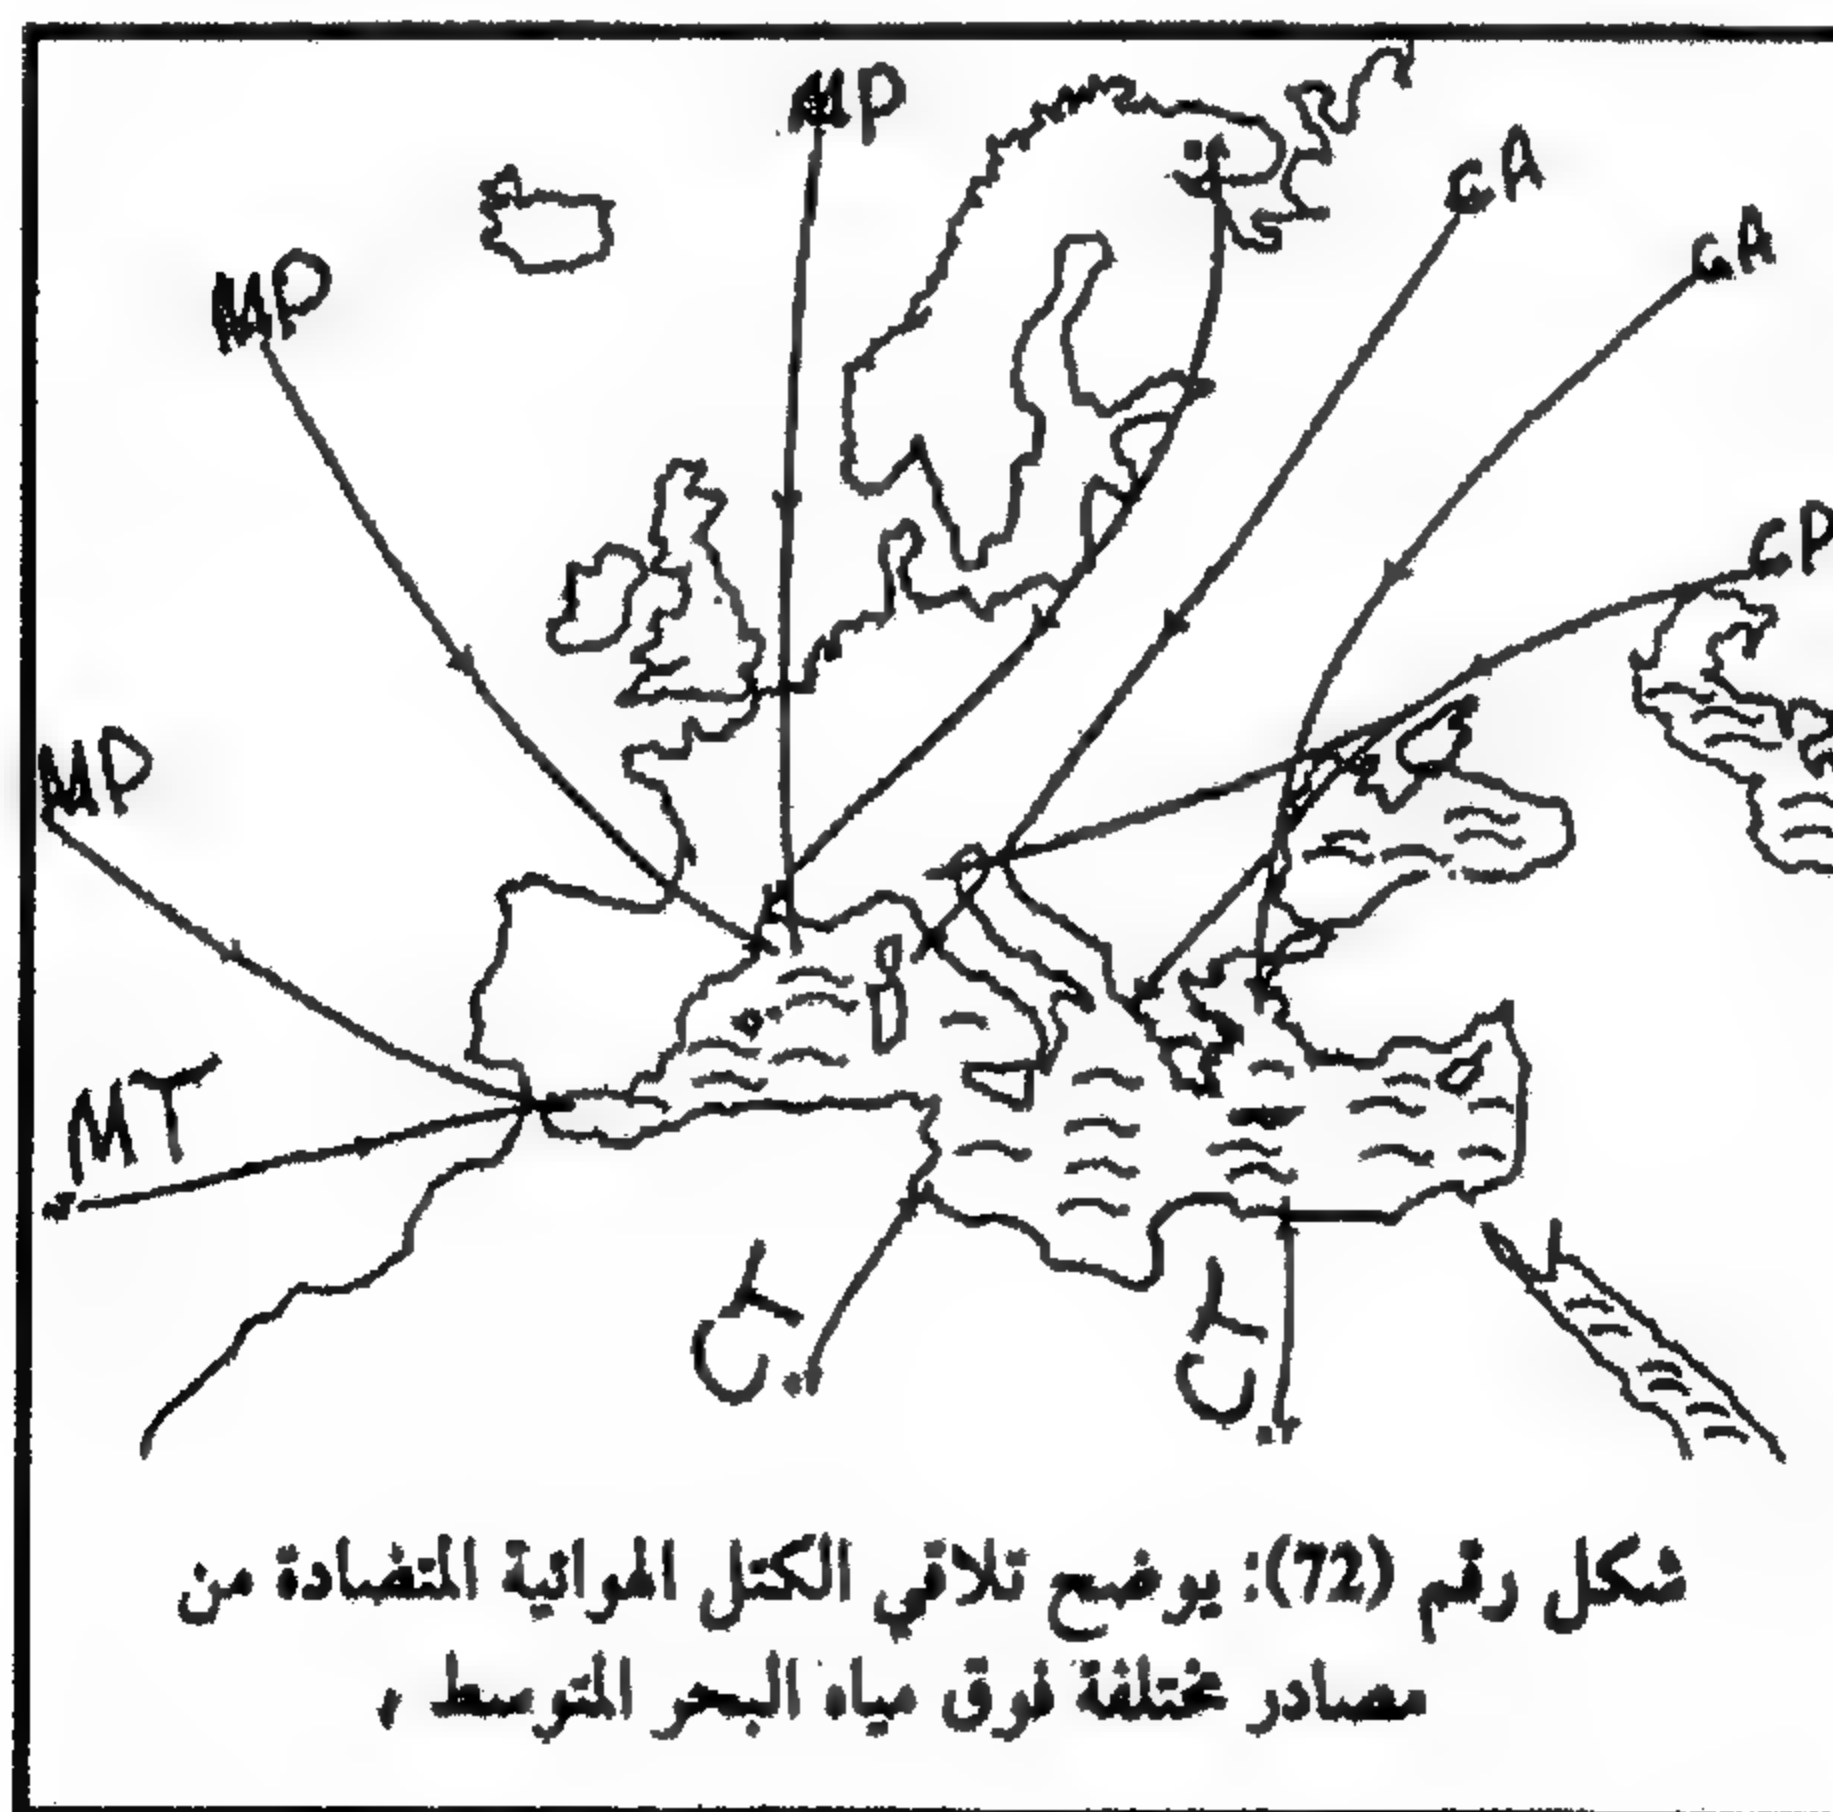 MP
CA
CA
MP
CP
MP
MT
CT
CT
شكل رقم (72): يوضح تلاقي الكتل الهوائية المتضادة من
مصادر مختلفة فوق مياه البحر المتوسط